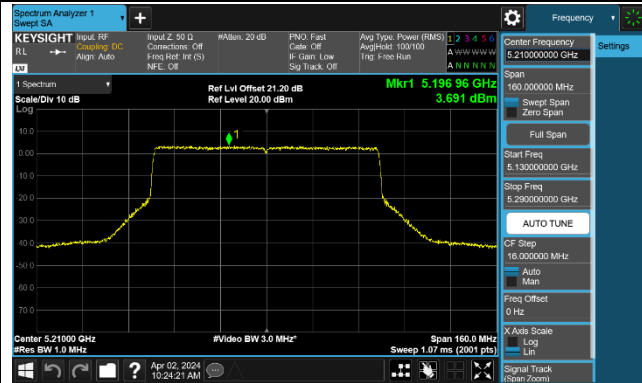 Spectrum Analyzer 1
Swept SA
Frequency
KEYSIGHT
RL
LXI
Input: RF
Coupling: DC
Align: Auto
Input Z: 50 Ω
Corrections: Off
Freq Ref: Int (S)
NFE: Off
#Atten: 20 dB
PNO: Fast
Gate: Off
IF Gain: Low
Sig Track: Off
Avg Type: Power (RMS)
Avg|Hold: 100/100
Trig: Free Run
1 2 3 4 5 6
A W W W W W
A N N N N N
1 Spectrum
Scale/Div 10 dB
Log
Ref Lvl Offset 21.20 dB
Ref Level 20.00 dBm
Mkr1 5.196 96 GHz
3.691 dBm
1
10.0
0.00
-10.0
-20.0
-30.0
-40.0
-50.0
-60.0
-70.0
Center 5.21000 GHz
#Res BW 1.0 MHz
#Video BW 3.0 MHz*
Span 160.0 MHz
Sweep 1.07 ms (2001 pts)
Apr 02, 2024
10:24:21 AM
Center Frequency
5.210000000 GHz
Span
160.000000 MHz
Swept Span
Zero Span
Full Span
Start Freq
5.130000000 GHz
Stop Freq
5.290000000 GHz
AUTO TUNE
CF Step
16.000000 MHz
Auto
Man
Freq Offset
0 Hz
X Axis Scale
Log
Lin
Signal Track
(Span Zoom)
Settings